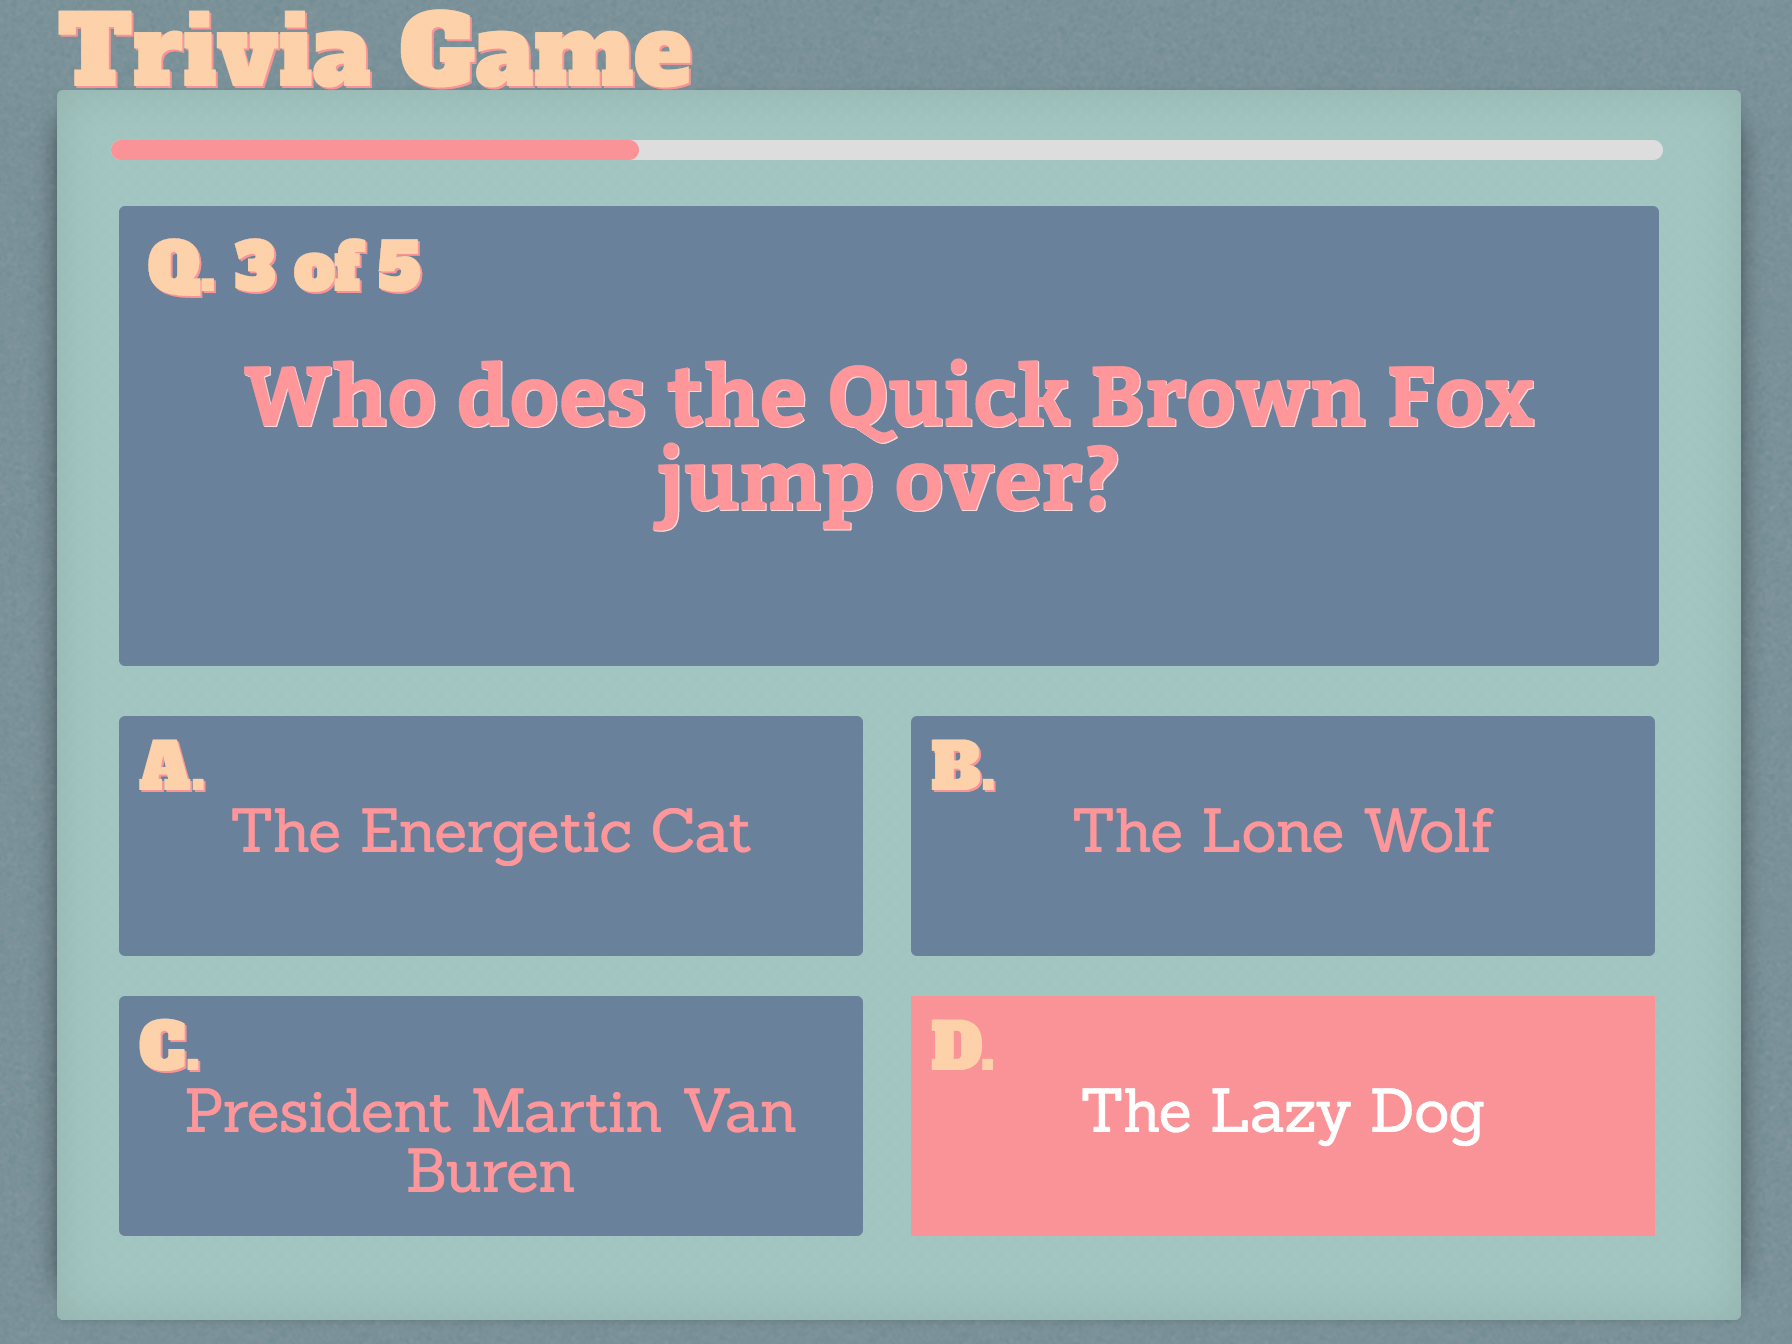 Trivia Game
Q. 3 of 5
Who does the Quick Brown Fox
jump over?
A.
The Energetic Cat
B.
The Lone Wolf
C.
President Martin Van
Buren
D.
The Lazy Dog